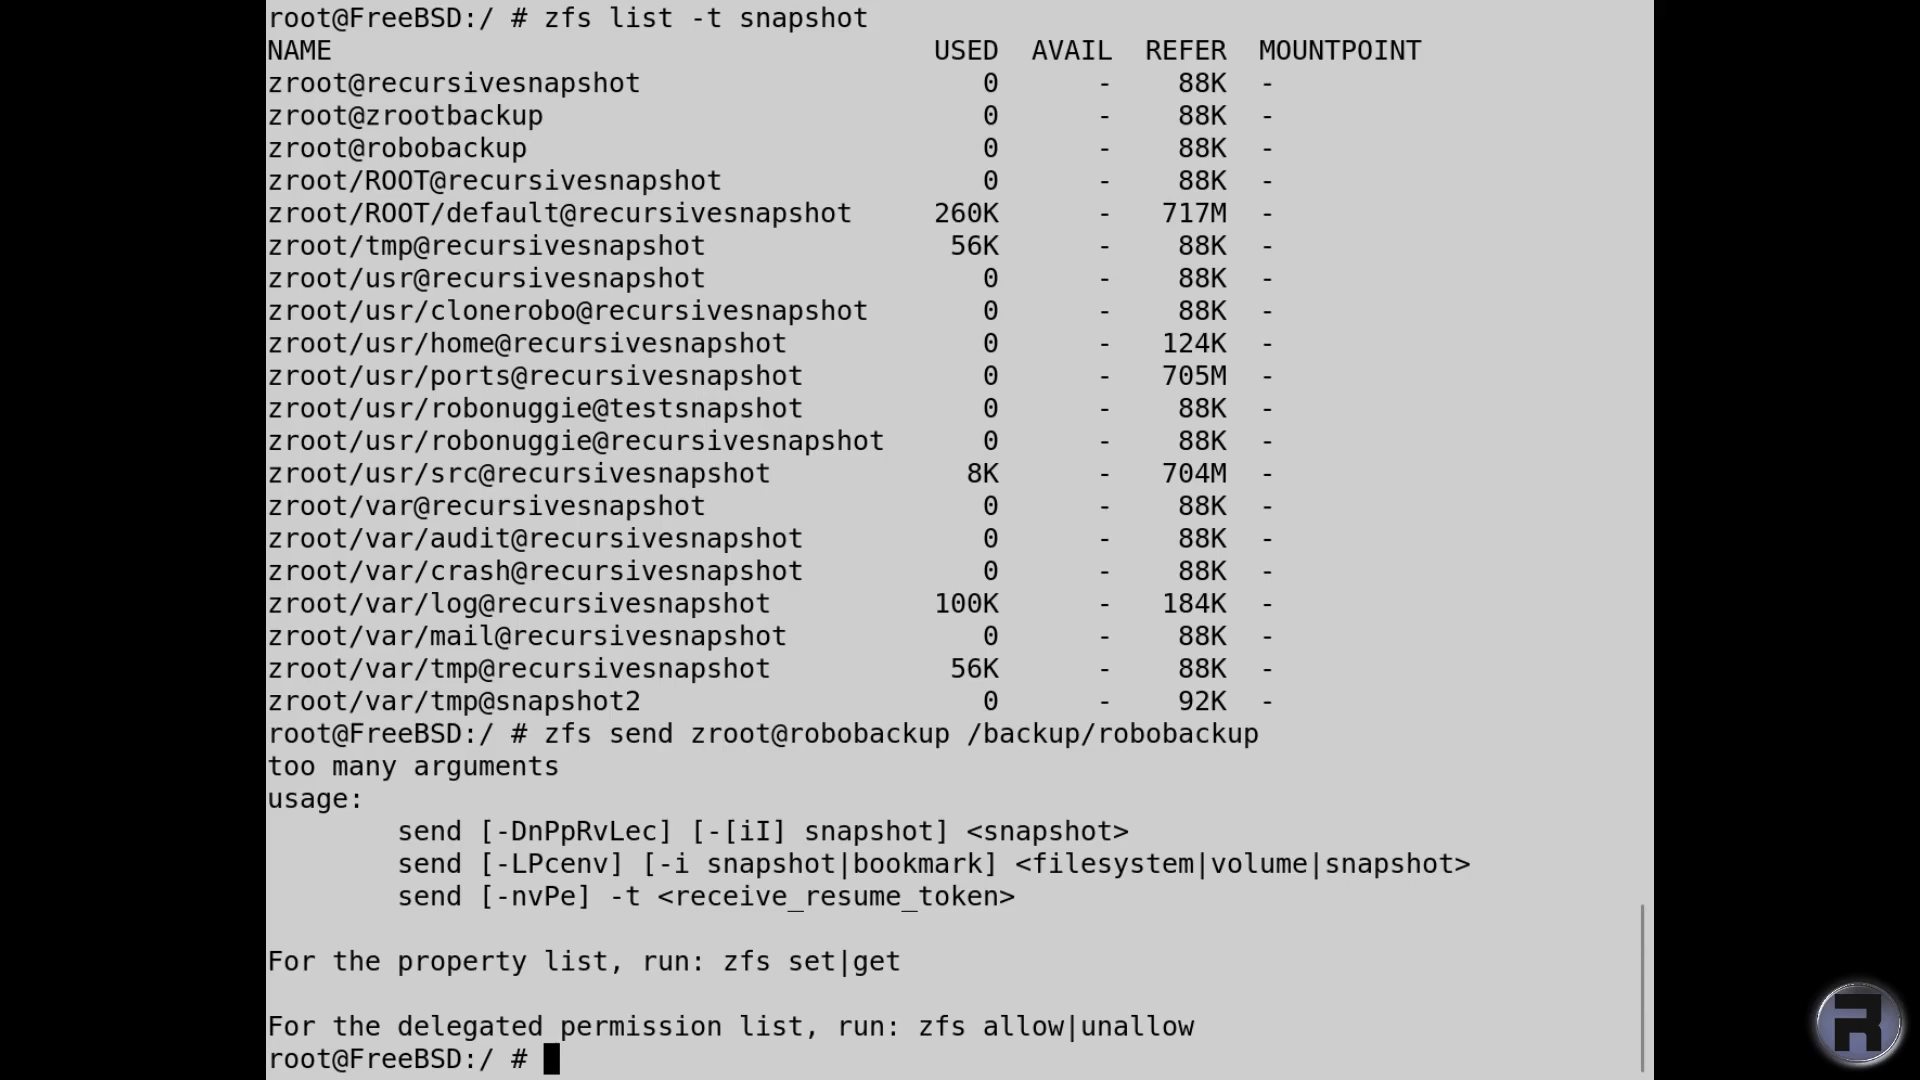 root@FreeBSD:/ # zfs list -t snapshot
NAME                                     USED  AVAIL  REFER  MOUNTPOINT
zroot@recursivesnapshot                     0      -    88K  -
zroot@zrootbackup                           0      -    88K  -
zroot@robobackup                            0      -    88K  -
zroot/ROOT@recursivesnapshot                0      -    88K  -
zroot/ROOT/default@recursivesnapshot     260K      -   717M  -
zroot/tmp@recursivesnapshot               56K      -    88K  -
zroot/usr@recursivesnapshot                 0      -    88K  -
zroot/usr/clonerobo@recursivesnapshot       0      -    88K  -
zroot/usr/home@recursivesnapshot            0      -   124K  -
zroot/usr/ports@recursivesnapshot           0      -   705M  -
zroot/usr/robonuggie@testsnapshot           0      -    88K  -
zroot/usr/robonuggie@recursivesnapshot      0      -    88K  -
zroot/usr/src@recursivesnapshot            8K      -   704M  -
zroot/var@recursivesnapshot                 0      -    88K  -
zroot/var/audit@recursivesnapshot           0      -    88K  -
zroot/var/crash@recursivesnapshot           0      -    88K  -
zroot/var/log@recursivesnapshot          100K      -   184K  -
zroot/var/mail@recursivesnapshot            0      -    88K  -
zroot/var/tmp@recursivesnapshot           56K      -    88K  -
zroot/var/tmp@snapshot2                     0      -    92K  -
root@FreeBSD:/ # zfs send zroot@robobackup /backup/robobackup
too many arguments
usage:
        send [-DnPpRvLec] [-[iI] snapshot] <snapshot>
        send [-LPcenv] [-i snapshot|bookmark] <filesystem|volume|snapshot>
        send [-nvPe] -t <receive_resume_token>
For the property list, run: zfs set|get
For the delegated permission list, run: zfs allow|unallow
root@FreeBSD:/ #
R